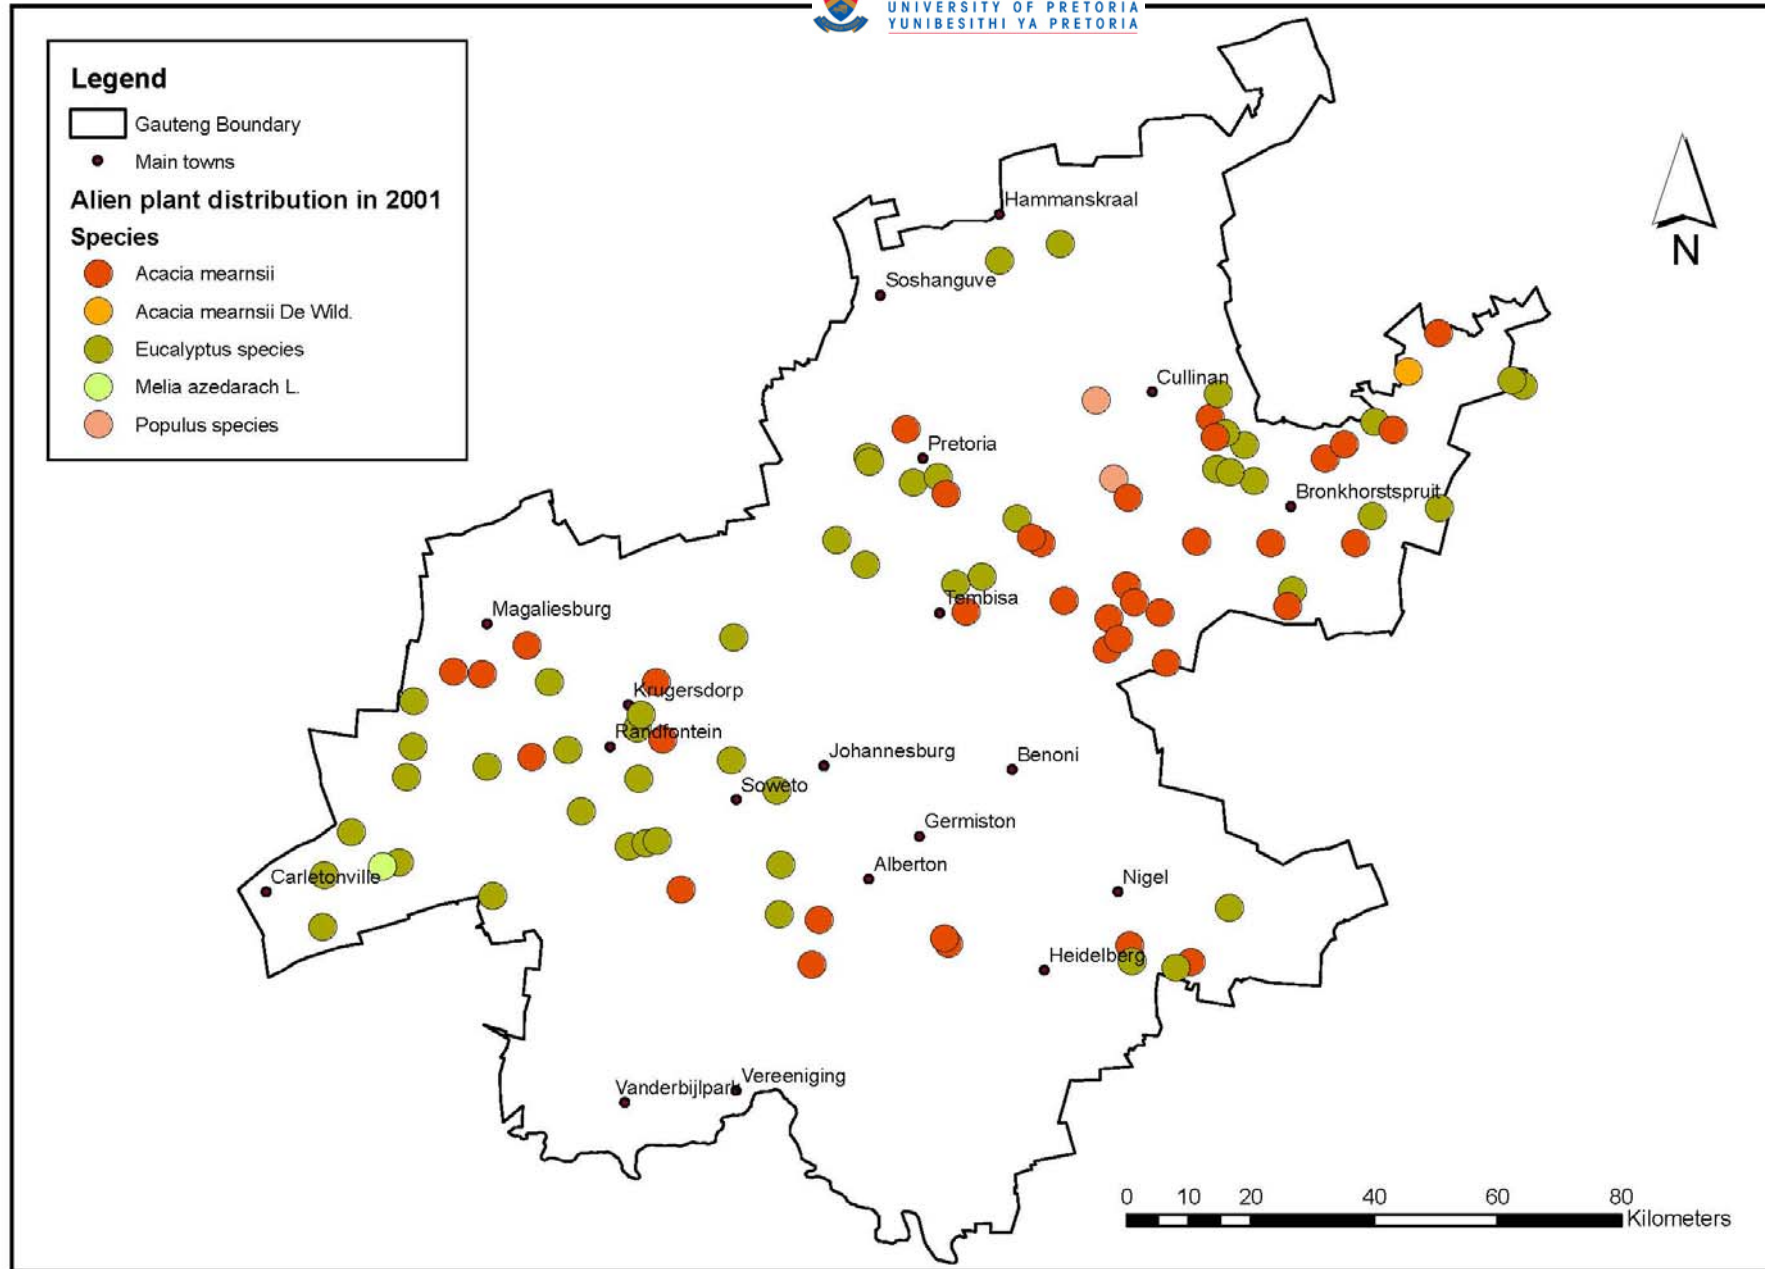 UNIVERSITY OF PRETORIA
YUNIBESITHI YA PRETORIA
Legend
Gauteng Boundary
Main towns
Alien plant distribution in 2001
Species
Acacia mearnsii
Acacia mearnsii De Wild.
Eucalyptus species
Melia azedarach L.
Populus species
Hammanskraal
N
Soshanguve
Cullinan
Pretoria
Bronkhorstspruit
Tembisa
Magaliesburg
Krugersdorp
Randfontein
Johannesburg
Benoni
Soweto
Germiston
Alberton
Carletonville
Nigel
Heidelberg
Vereeniging
Vanderbijlpark
0 10 20 40 60 80
Kilometers